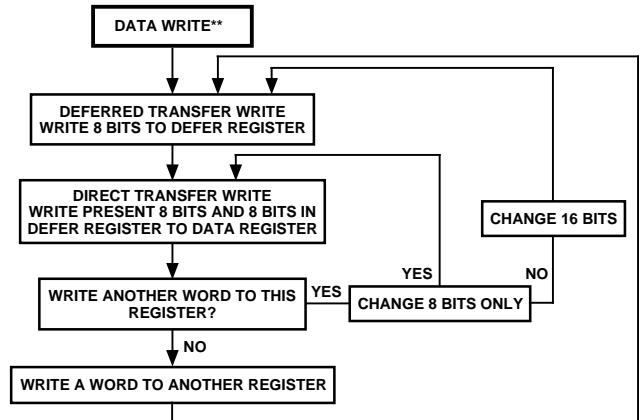 DATA WRITE**
DEFERRED TRANSFER WRITE
WRITE 8 BITS TO DEFER REGISTER
DIRECT TRANSFER WRITE
WRITE PRESENT 8 BITS AND 8 BITS IN
DEFER REGISTER TO DATA REGISTER
CHANGE 16 BITS
YES
NO
WRITE ANOTHER WORD TO THIS
REGISTER?
YES
CHANGE 8 BITS ONLY
NO
WRITE A WORD TO ANOTHER REGISTER